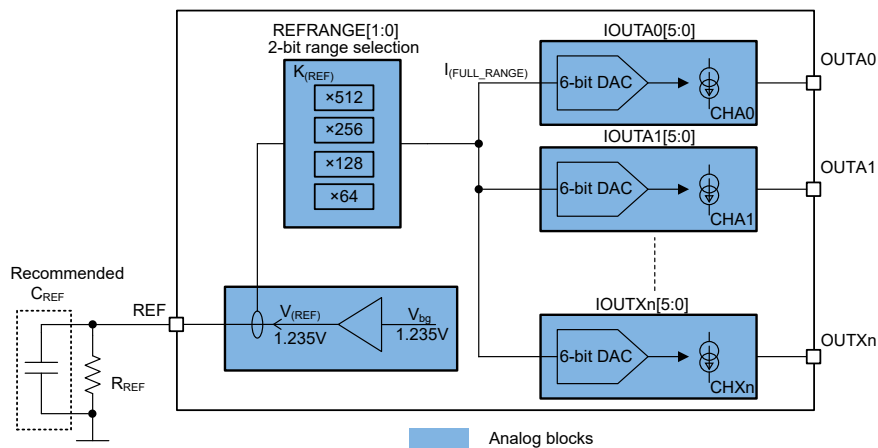 REFRANGE[1:0]
2-bit range selection
K(REF)
×512
×256
×128
×64
I(FULL_RANGE)
IOUTA0[5:0]
6-bit DAC
CHA0
OUTA0
IOUTA1[5:0]
6-bit DAC
CHA1
OUTA1
IOUTXn[5:0]
6-bit DAC
CHXn
OUTXn
Recommended
CREF
REF
RREF
V(REF)
1.235V
Vbg
1.235V
Analog blocks